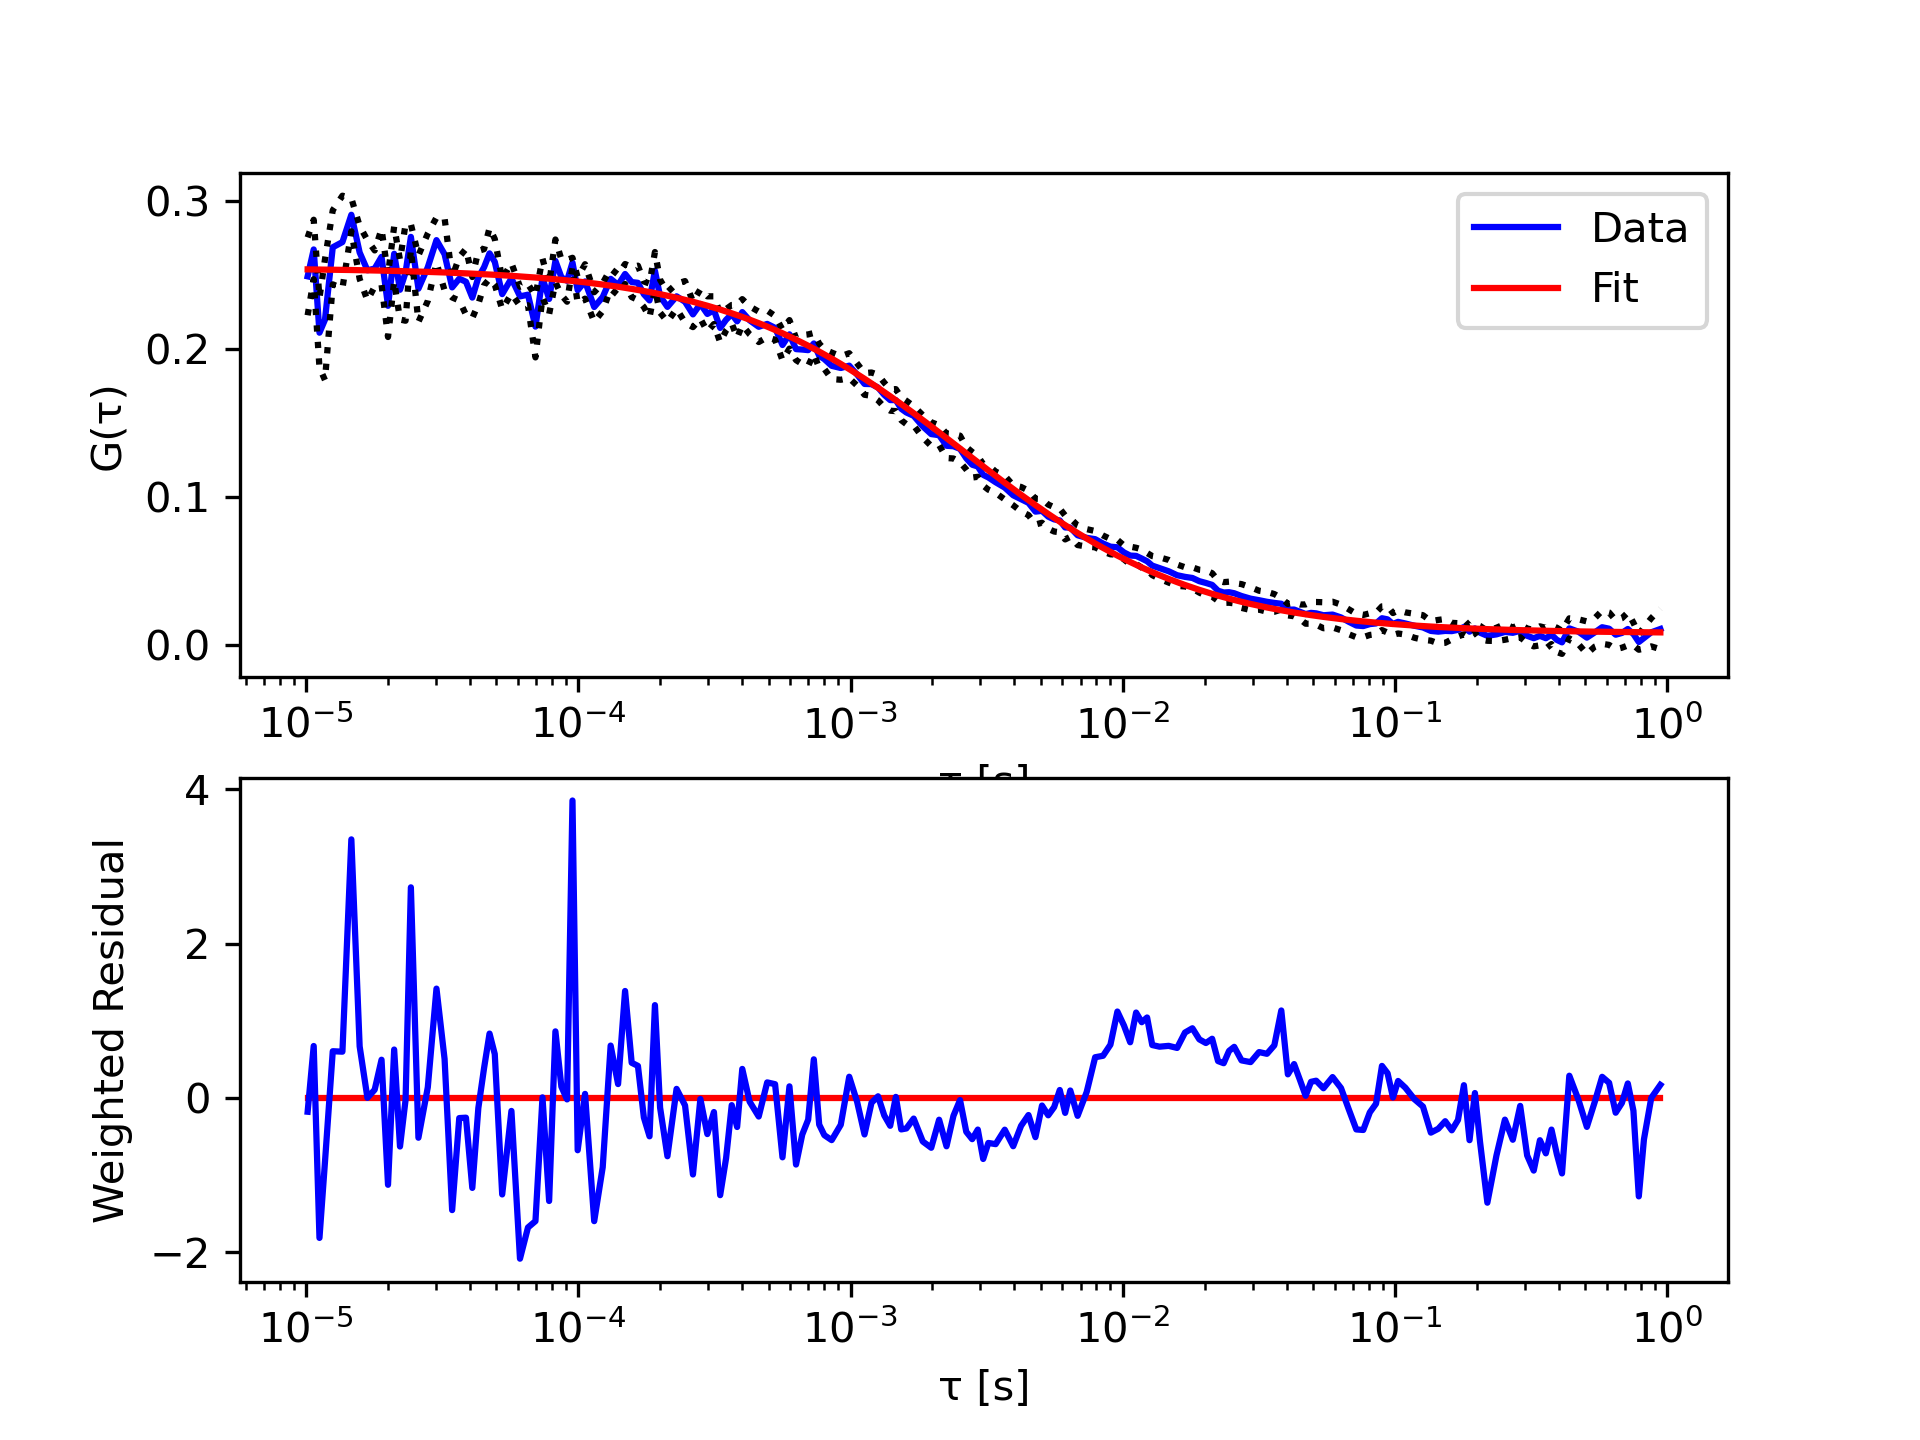 0.3
0.2
0.1
0.0
G(τ)
Data
Fit
10⁻⁵ 10⁻⁴ 10⁻³ 10⁻² 10⁻¹ 10⁰
τ [s]
4
2
0
−2
Weighted Residual
10⁻⁵ 10⁻⁴ 10⁻³ 10⁻² 10⁻¹ 10⁰
τ [s]